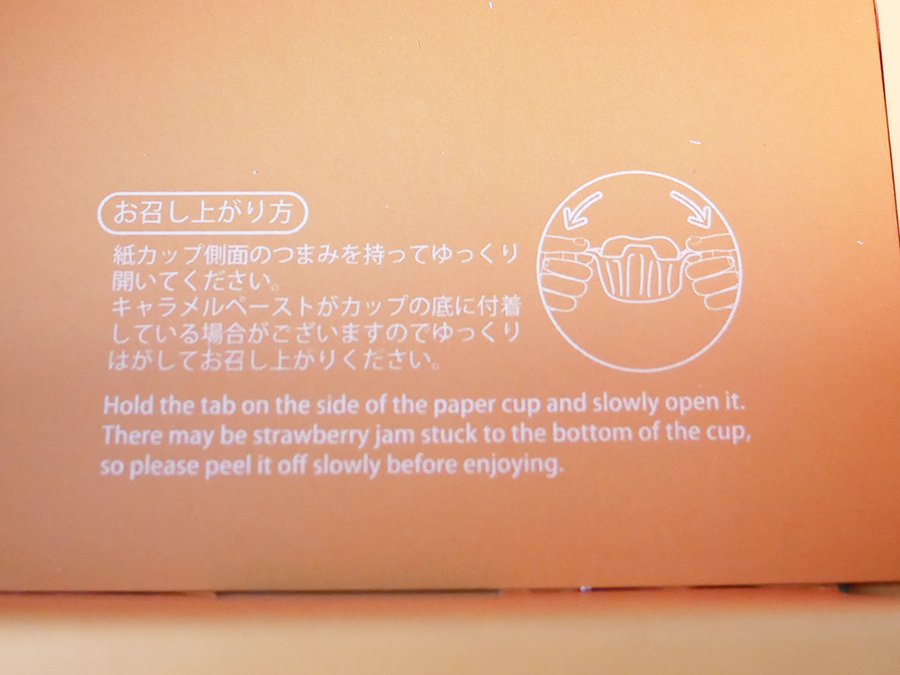 お召し上がり方
紙カップ側面のつまみを持ってゆっくり
開いてください。
キャラメルペーストがカップの底に付着
している場合がございますのでゆっくり
はがしてお召し上がりください。
Hold the tab on the side of the paper cup and slowly open it.
There may be strawberry jam stuck to the bottom of the cup,
so please peel it off slowly before enjoying.